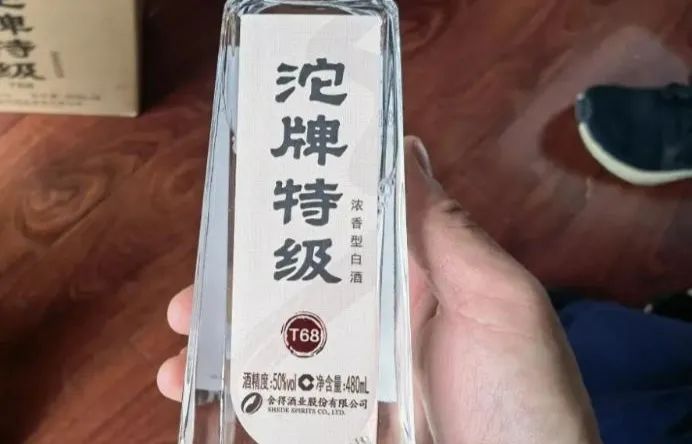 沱牌特级
浓香型白酒
T68
酒精度:50%vol 净含量:480mL
舍得酒业股份有限公司
SHEDE SPIRITS CO., LTD.
牌特级
T68